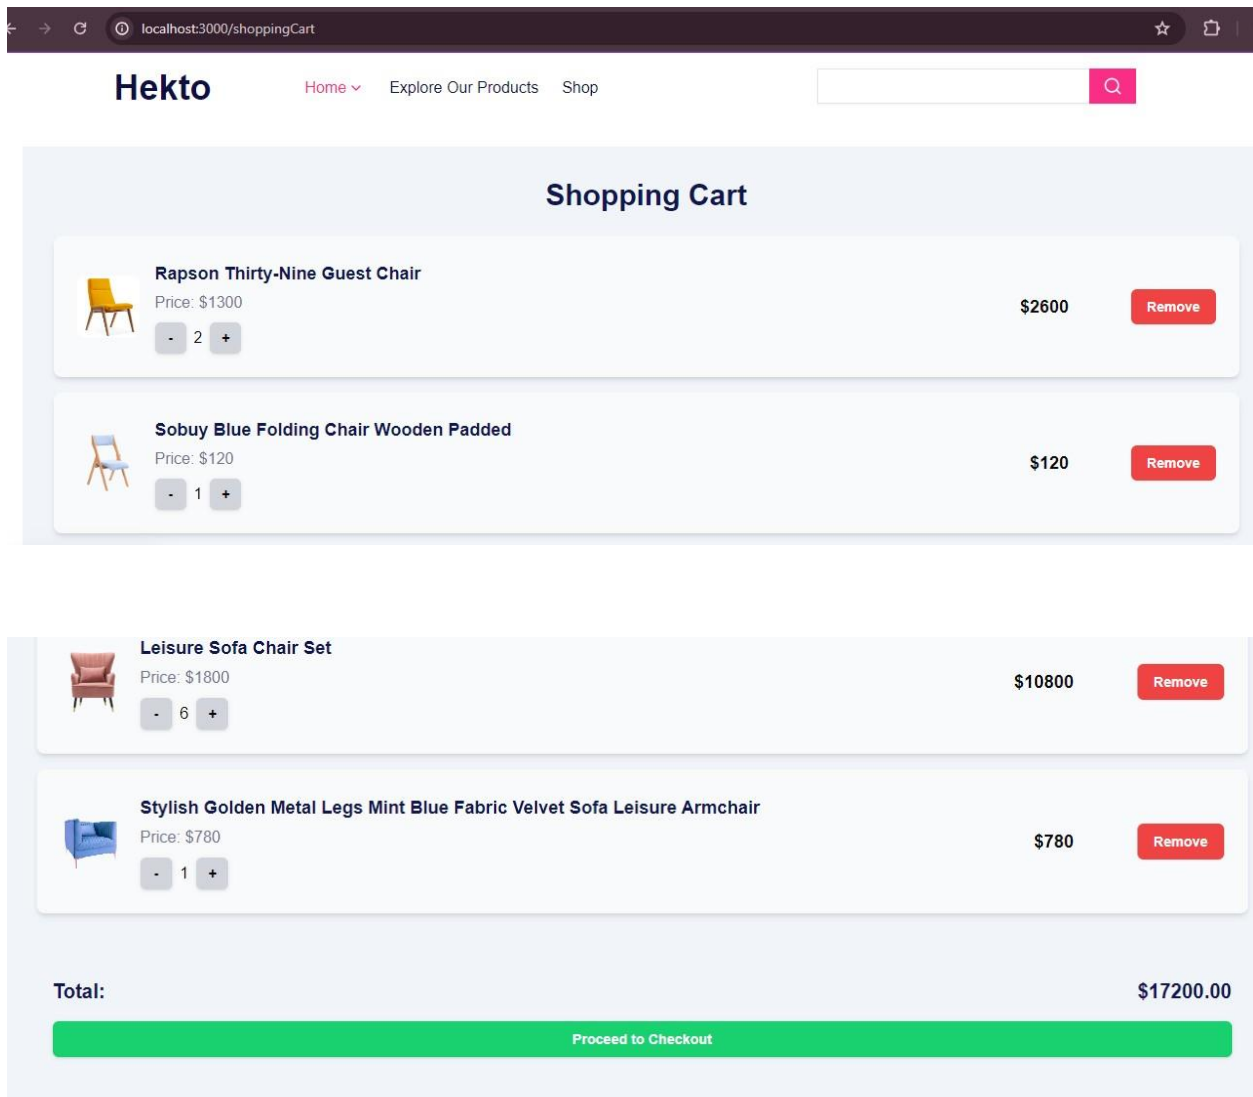 localhost:3000/shoppingCart
Hekto Home Explore Our Products Shop
Shopping Cart
Rapson Thirty-Nine Guest Chair
Price: $1300
- 2 +
$2600
Remove
Sobuy Blue Folding Chair Wooden Padded
Price: $120
- 1 +
$120
Remove
Leisure Sofa Chair Set
Price: $1800
- 6 +
$10800
Remove
Stylish Golden Metal Legs Mint Blue Fabric Velvet Sofa Leisure Armchair
Price: $780
- 1 +
$780
Remove
Total: $17200.00
Proceed to Checkout